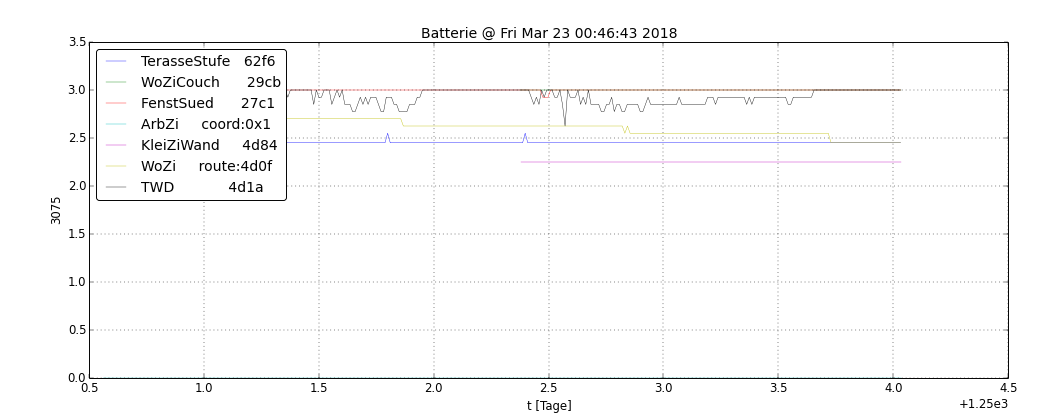 Batterie @ Fri Mar 23 00:46:43 2018
3.5
3.0
2.5
2.0
1.5
1.0
0.5
0.0
3075
TerasseStufe 62f6
WoZiCouch 29cb
FenstSued 27c1
ArbZi coord:0x1
KleiZiWand 4d84
WoZi route:4d0f
TWD 4d1a
0.5 1.0 1.5 2.0 2.5 3.0 3.5 4.0 4.5
t [Tage]
+1.25e3